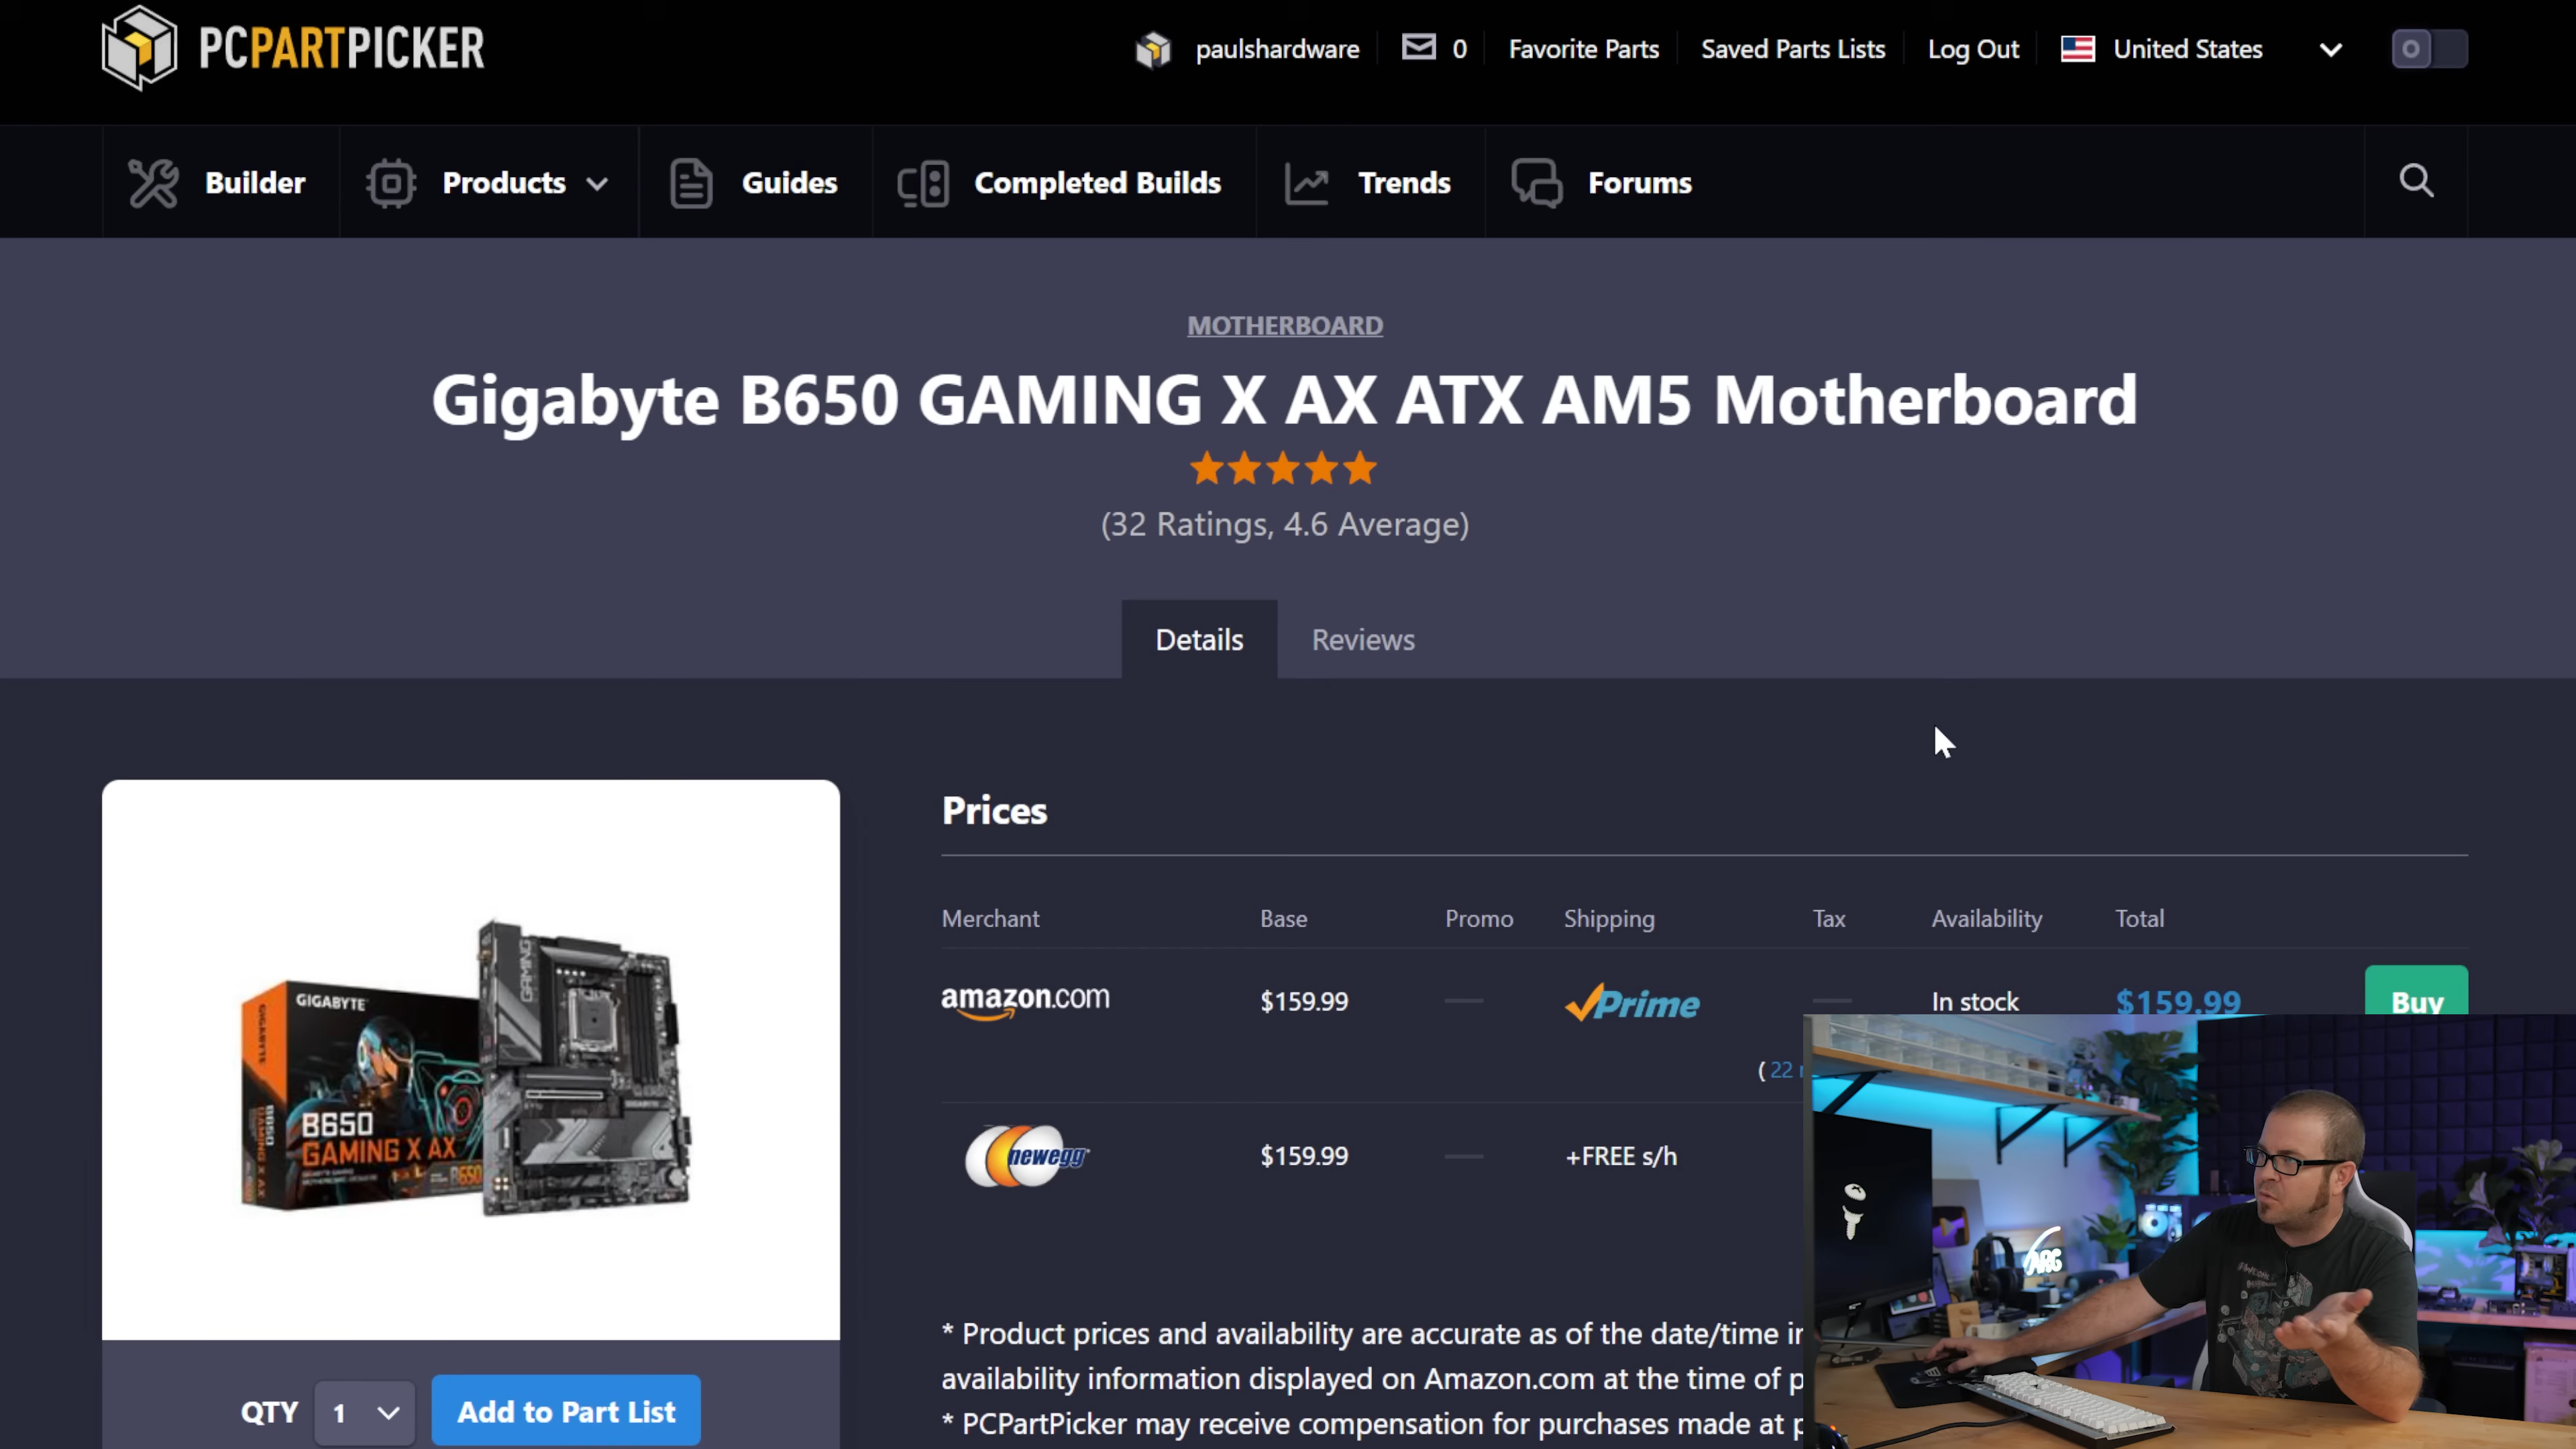 PCPARTPICKER
paulshardware 0 Favorite Parts Saved Parts Lists Log Out United States
Builder Products Guides Completed Builds Trends Forums
MOTHERBOARD
Gigabyte B650 GAMING X AX ATX AM5 Motherboard
(32 Ratings, 4.6 Average)
Details Reviews
Prices
Merchant Base Promo Shipping Tax Availability Total
amazon.com $159.99 Prime In stock $159.99 Buy
( 22
newegg $159.99 +FREE s/h
GIGABYTE
GAMING
B650
GAMING X AX
ARC
* Product prices and availability are accurate as of the date/time
availability information displayed on Amazon.com at the time of
* PCPartPicker may receive compensation for purchases made at
QTY 1 Add to Part List